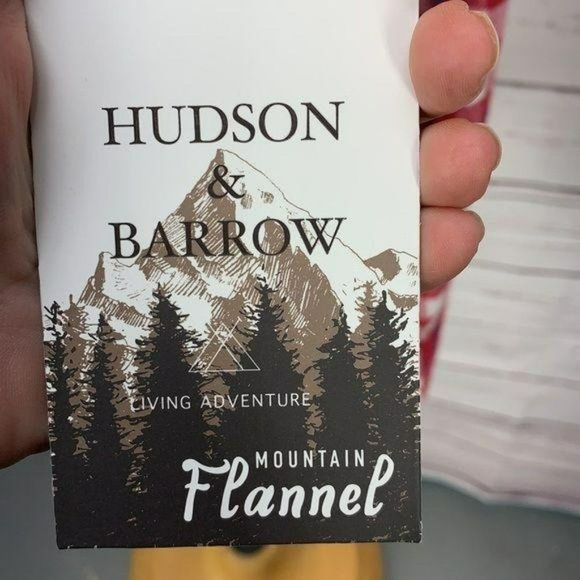 HUDSON
&
BARROW
LIVING ADVENTURE
MOUNTAIN
Flannel